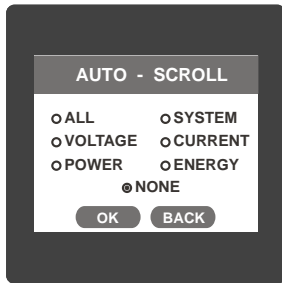 AUTO - SCROLL
ALL SYSTEM
VOLTAGE CURRENT
POWER ENERGY
NONE
OK BACK